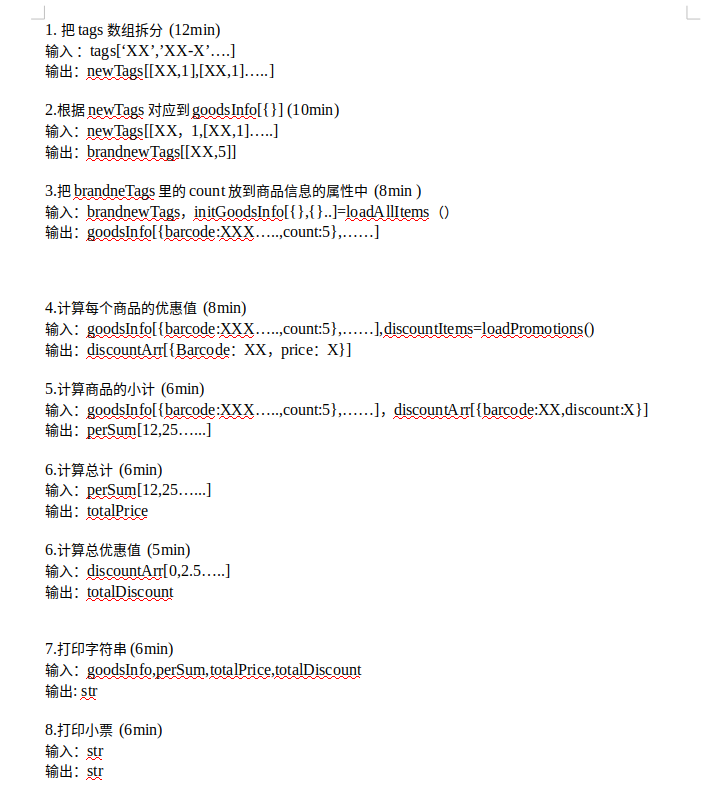 1. 把 tags 数组拆分 (12min)
输入 ：tags[‘XX’,’XX-X’….]
输出：newTags[[XX,1],[XX,1]…..]
2.根据 newTags 对应到 goodsInfo[{}] (10min)
输入：newTags[[XX，1,[XX,1]…..]
输出：brandnewTags[[XX,5]]
3.把 brandneTags 里的 count 放到商品信息的属性中 (8min )
输入：brandnewTags，initGoodsInfo[{},{}..]=loadAllItems（）
输出：goodsInfo[{barcode:XXX…..,count:5},……]
4.计算每个商品的优惠值 (8min)
输入：goodsInfo[{barcode:XXX…..,count:5},……],discountItems=loadPromotions()
输出：discountArr[{Barcode：XX，price：X}]
5.计算商品的小计 (6min)
输入：goodsInfo[{barcode:XXX…..,count:5},……]，discountArr[{barcode:XX,discount:X}]
输出：perSum[12,25…...]
6.计算总计 (6min)
输入：perSum[12,25…...]
输出：totalPrice
6.计算总优惠值 (5min)
输入：discountArr[0,2.5…..]
输出：totalDiscount
7.打印字符串 (6min)
输入：goodsInfo,perSum,totalPrice,totalDiscount
输出: str
8.打印小票 (6min)
输入：str
输出：str